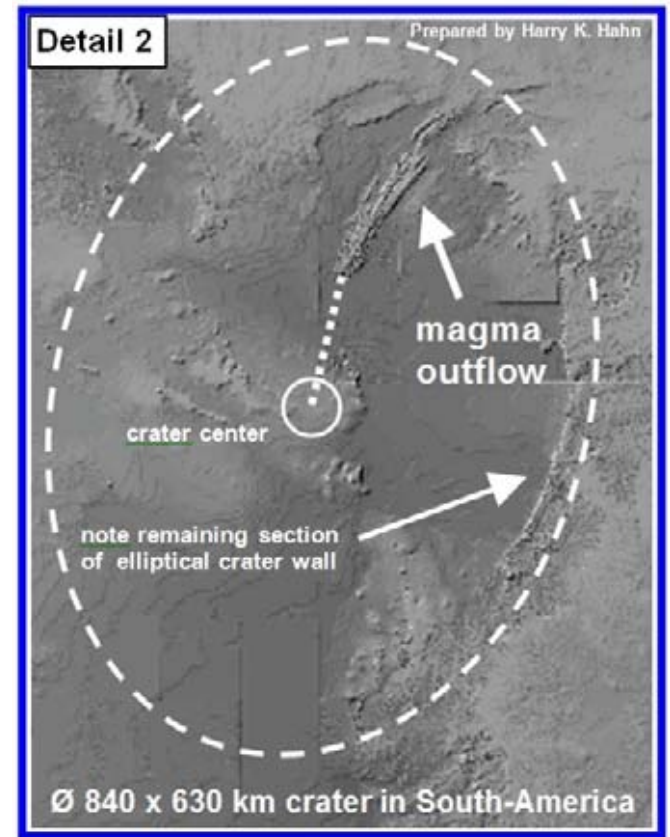 Detail 2
Prepared by Harry K. Hahn
magma
outflow
crater center
note remaining section
of elliptical crater wall
Ø 840 x 630 km crater in South-America